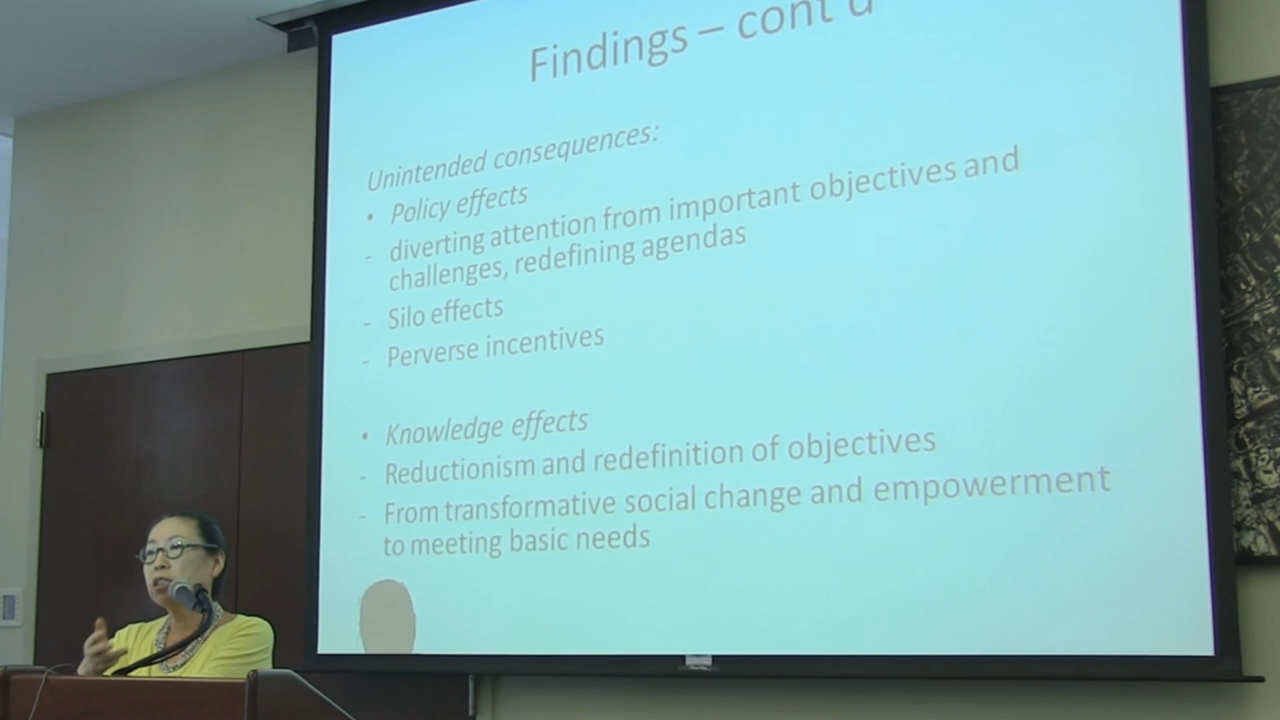 Findings – cont'd
Unintended consequences:
• Policy effects
- diverting attention from important objectives and
challenges, redefining agendas
- Silo effects
- Perverse incentives
• Knowledge effects
- Reductionism and redefinition of objectives
- From transformative social change and empowerment
to meeting basic needs